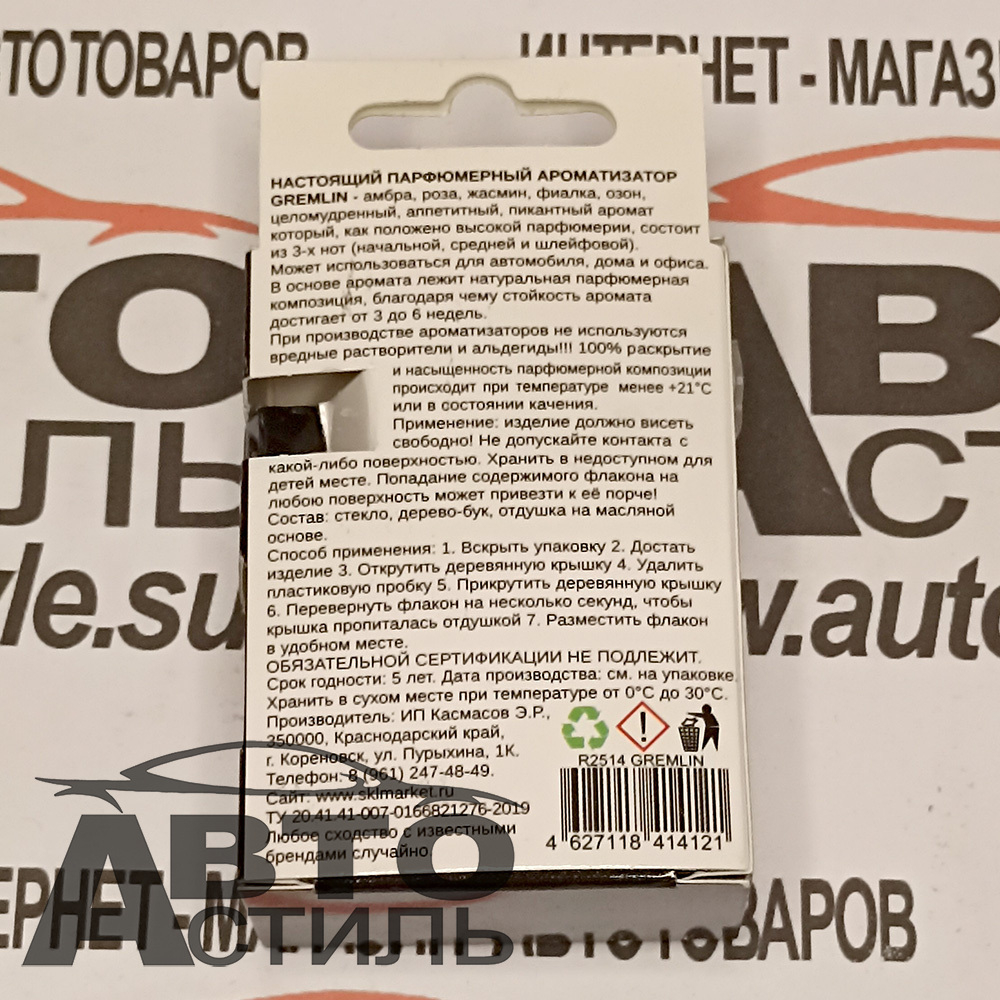 ТОТОВАРОВ
ИНТЕРНЕТ - МАГАЗ
НАСТОЯЩИЙ ПАРФЮМЕРНЫЙ АРОМАТИЗАТОР
GREMLIN - амбра, роза, жасмин, фиалка, озон,
целомудренный, аппетитный, пикантный аромат
который, как положено высокой парфюмерии, состоит
из 3-х нот (начальной, средней и шлейфовой).
Может использоваться для автомобиля, дома и офиса.
В основе аромата лежит натуральная парфюмерная
композиция, благодаря чему стойкость аромата
достигает от 3 до 6 недель.
При производстве ароматизаторов не используются
вредные растворители и альдегиды!!! 100% раскрытие
и насыщенность парфюмерной композиции
происходит при температуре менее +21°С
или в состоянии качения.
Применение: изделие должно висеть
свободно! Не допускайте контакта с
какой-либо поверхностью. Хранить в недоступном для
детей месте. Попадание содержимого флакона на
любою поверхность может привезти к её порче!
Состав: стекло, дерево-бук, отдушка на масляной
основе.
Способ применения: 1. Вскрыть упаковку 2. Достать
изделие 3. Открутить деревянную крышку 4. Удалить
пластиковую пробку 5. Прикрутить деревянную крышку
6. Перевернуть флакон на несколько секунд, чтобы
крышка пропиталась отдушкой 7. Разместить флакон
в удобном месте.
ОБЯЗАТЕЛЬНОЙ СЕРТИФИКАЦИИ НЕ ПОДЛЕЖИТ.
Срок годности: 5 лет. Дата производства: см. на упаковке.
Хранить в сухом месте при температуре от 0°С до 30°С.
Производитель: ИП Касмасов Э.Р.,
350000, Краснодарский край,
г. Кореновск, ул. Пурыхина, 1К.
Телефон: 8 (961) 247-48-49.
Сайт: www.sklmarket.ru
ТУ 20.41.41-007-0166821276-2019
Любое сходство с известными
брендами случайно.
R2514 GREMLIN
4 627118 414121
АВТО
СТИЛЬ
ТО
ЛЬ
АВ
СТ
yle.su
w.auto
ЕРНЕТ - МА
ТОВАРОВ